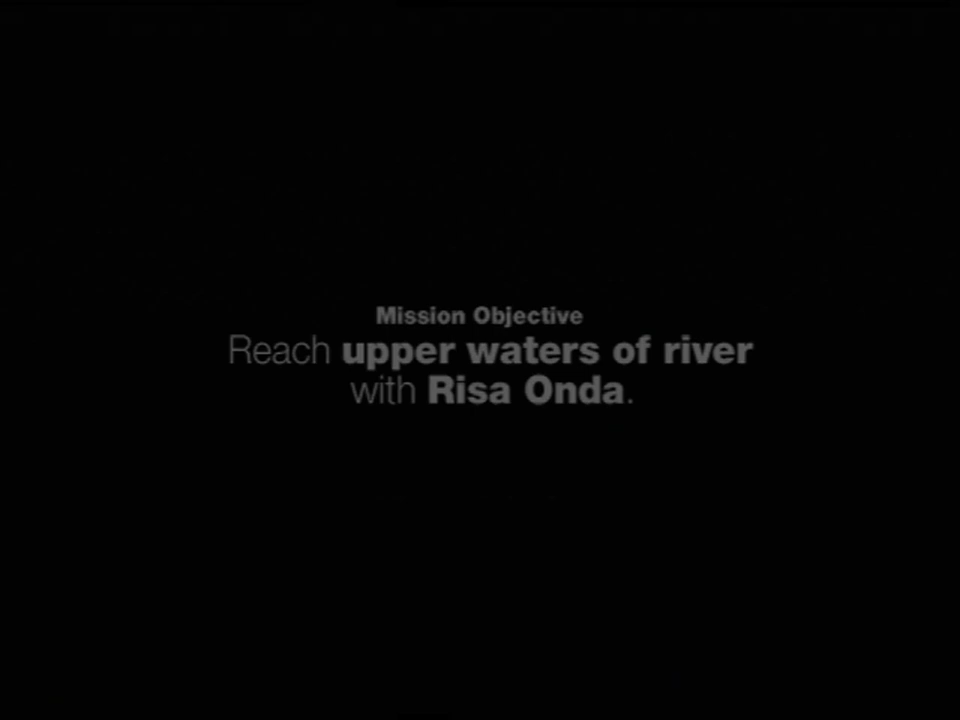 Mission Objective
Reach upper waters of river
with Risa Onda.